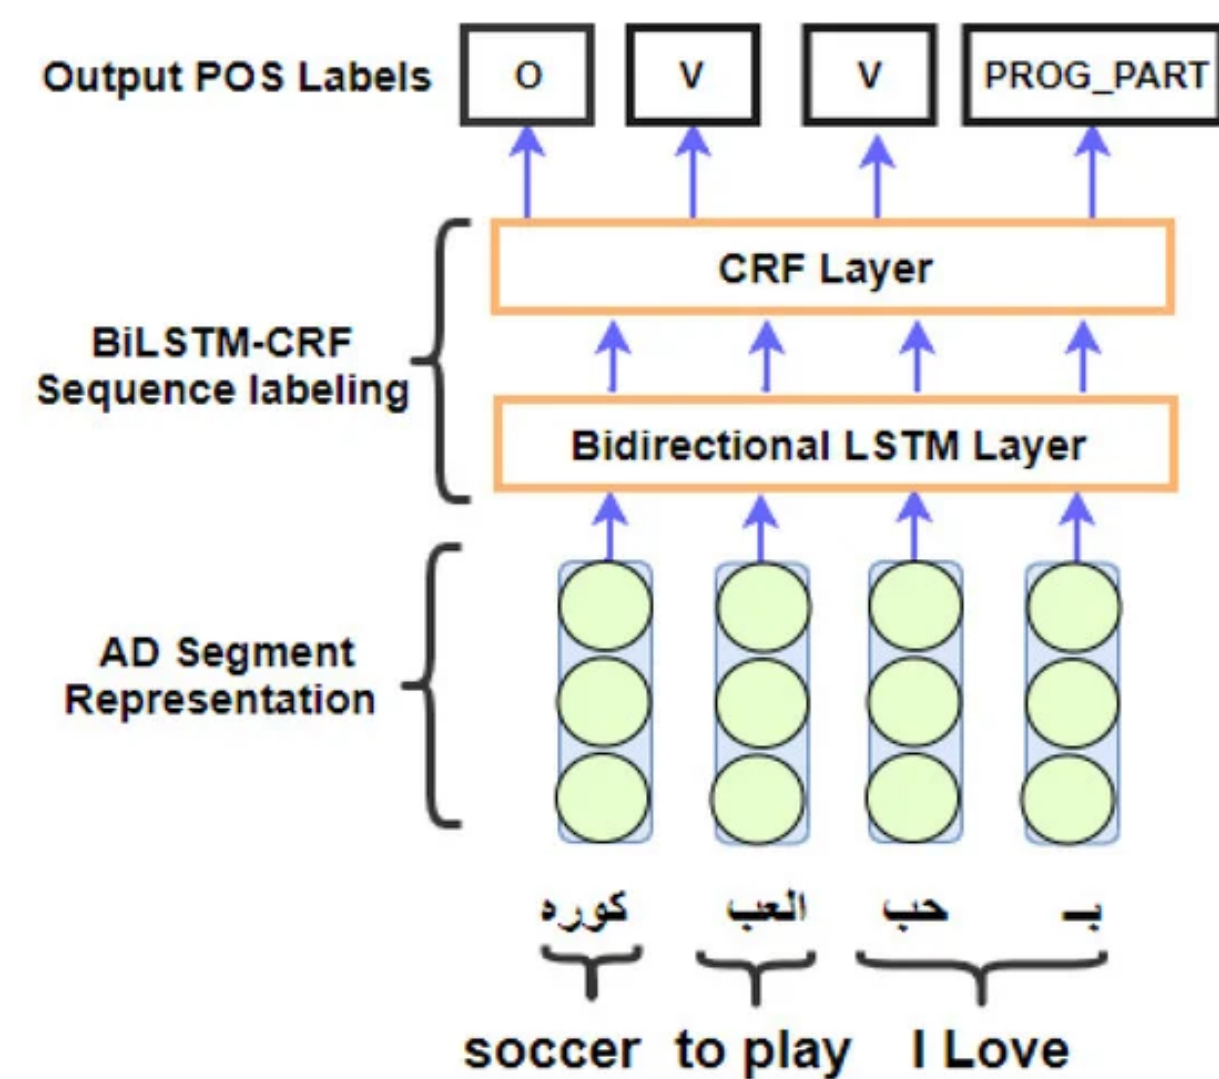 Output POS Labels
O
V
V
PROG_PART
CRF Layer
BiLSTM-CRF
Sequence labeling
Bidirectional LSTM Layer
AD Segment
Representation
بـ حب العب كوره
soccer to play I Love